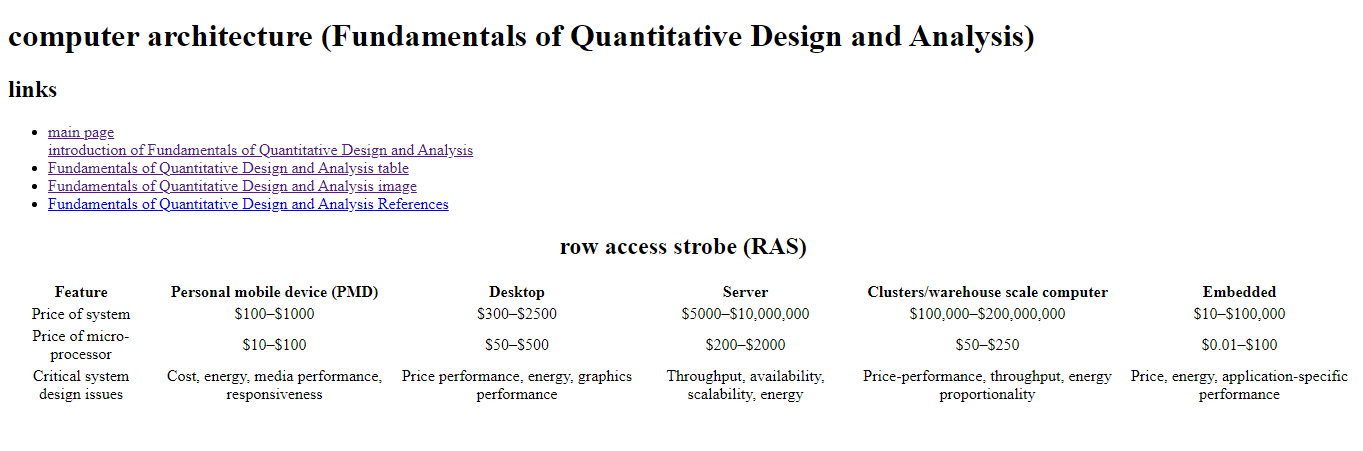 computer architecture (Fundamentals of Quantitative Design and Analysis)
links
main page
introduction of Fundamentals of Quantitative Design and Analysis
Fundamentals of Quantitative Design and Analysis table
Fundamentals of Quantitative Design and Analysis image
Fundamentals of Quantitative Design and Analysis References
row access strobe (RAS)
Feature Personal mobile device (PMD) Desktop Server Clusters/warehouse scale computer Embedded
Price of system $100–$1000 $300–$2500 $5000–$10,000,000 $100,000–$200,000,000 $10–$100,000
Price of micro-
processor $10–$100 $50–$500 $200–$2000 $50–$250 $0.01–$100
Critical system Cost, energy, media performance, Price performance, energy, graphics Throughput, availability, Price-performance, throughput, energy Price, energy, application-specific
design issues responsiveness performance scalability, energy proportionality performance